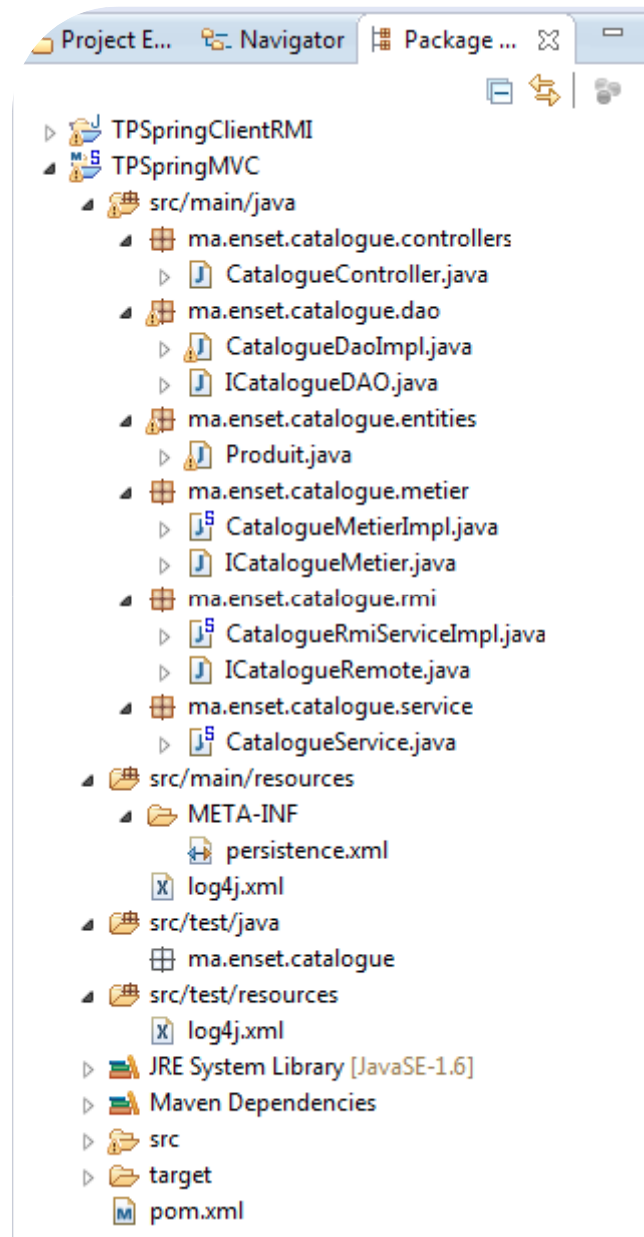 Project E... Navigator Package ...
TPSpringClientRMI
TPSpringMVC
src/main/java
ma.enset.catalogue.controllers
CatalogueController.java
ma.enset.catalogue.dao
CatalogueDaoImpl.java
ICatalogueDAO.java
ma.enset.catalogue.entities
Produit.java
ma.enset.catalogue.metier
CatalogueMetierImpl.java
ICatalogueMetier.java
ma.enset.catalogue.rmi
CatalogueRmiServiceImpl.java
ICatalogueRemote.java
ma.enset.catalogue.service
CatalogueService.java
src/main/resources
META-INF
persistence.xml
log4j.xml
src/test/java
ma.enset.catalogue
src/test/resources
log4j.xml
JRE System Library [JavaSE-1.6]
Maven Dependencies
src
target
pom.xml